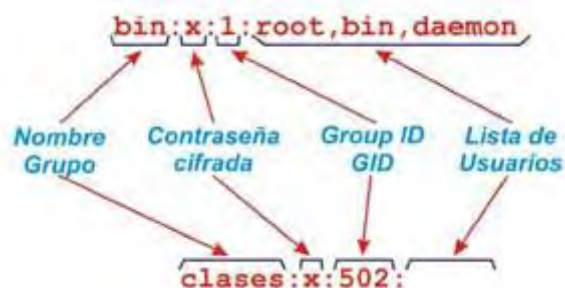 bin:x:1:root,bin,daemon
Nombre Grupo
Contraseña cifrada
Group ID GID
Lista de Usuarios
clases:x:502: